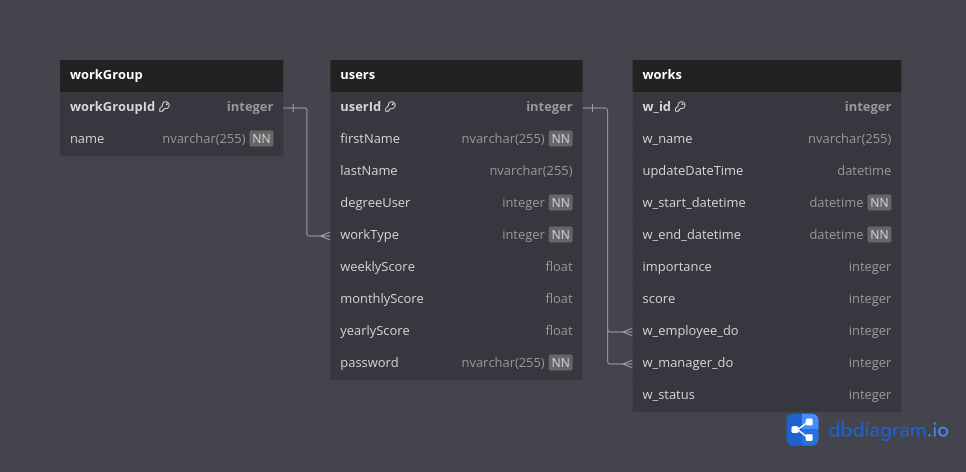 workGroup
workGroupId integer
name nvarchar(255) NN
users
userId integer
firstName nvarchar(255) NN
lastName nvarchar(255)
degreeUser integer NN
workType integer NN
weeklyScore float
monthlyScore float
yearlyScore float
password nvarchar(255) NN
works
w_id integer
w_name nvarchar(255)
updateDateTime datetime
w_start_datetime datetime NN
w_end_datetime datetime NN
importance integer
score integer
w_employee_do integer
w_manager_do integer
w_status integer
dbdiagram.io